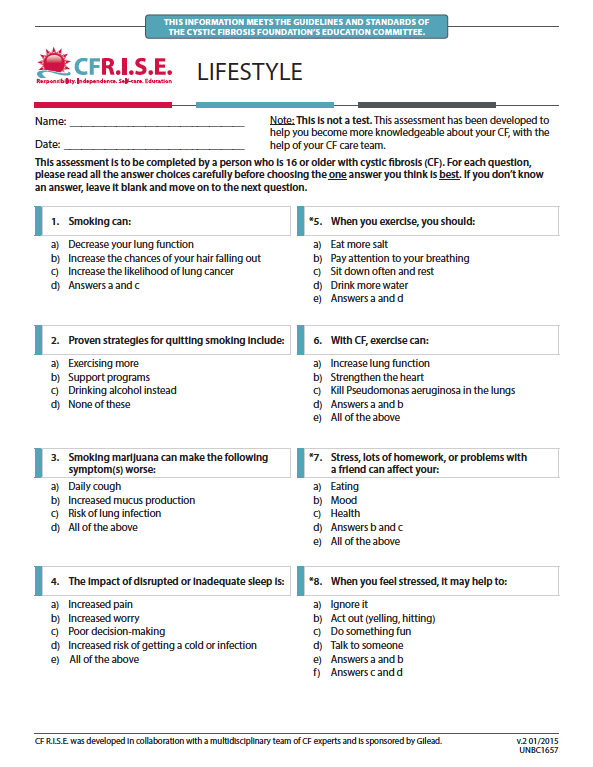 THIS INFORMATION MEETS THE GUIDELINES AND STANDARDS OF
THE CYSTIC FIBROSIS FOUNDATION'S EDUCATION COMMITTEE.
CFR.I.S.E.
Responsibility. Independence. Self-care. Education
LIFESTYLE
Name: ______________________________
Date: ______________________________
Note: This is not a test. This assessment has been developed to
help you become more knowledgeable about your CF, with the
help of your CF care team.
This assessment is to be completed by a person who is 16 or older with cystic fibrosis (CF). For each question,
please read all the answer choices carefully before choosing the one answer you think is best. If you don't know
an answer, leave it blank and move on to the next question.
1. Smoking can:
a) Decrease your lung function
b) Increase the chances of your hair falling out
c) Increase the likelihood of lung cancer
d) Answers a and c
2. Proven strategies for quitting smoking include:
a) Exercising more
b) Support programs
c) Drinking alcohol instead
d) None of these
3. Smoking marijuana can make the following
symptom(s) worse:
a) Daily cough
b) Increased mucus production
c) Risk of lung infection
d) All of the above
4. The impact of disrupted or inadequate sleep is:
a) Increased pain
b) Increased worry
c) Poor decision-making
d) Increased risk of getting a cold or infection
e) All of the above
*5. When you exercise, you should:
a) Eat more salt
b) Pay attention to your breathing
c) Sit down often and rest
d) Drink more water
e) Answers a and d
6. With CF, exercise can:
a) Increase lung function
b) Strengthen the heart
c) Kill Pseudomonas aeruginosa in the lungs
d) Answers a and b
e) All of the above
*7. Stress, lots of homework, or problems with
a friend can affect your:
a) Eating
b) Mood
c) Health
d) Answers b and c
e) All of the above
*8. When you feel stressed, it may help to:
a) Ignore it
b) Act out (yelling, hitting)
c) Do something fun
d) Talk to someone
e) Answers a and b
f) Answers c and d
CF R.I.S.E. was developed in collaboration with a multidisciplinary team of CF experts and is sponsored by Gilead.
v.2 01/2015
UNBC1657